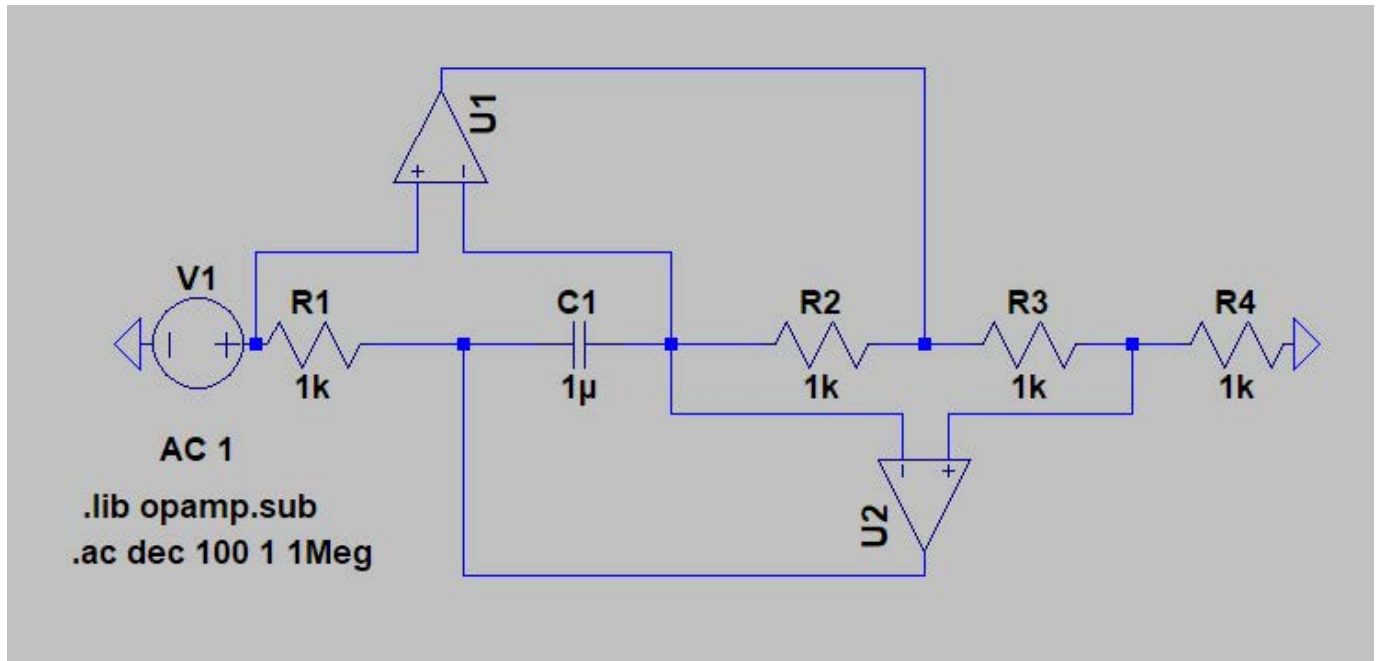 U1
V1
R1
C1
R2
R3
R4
1k
1µ
1k
1k
1k
AC 1
.lib opamp.sub
.ac dec 100 1 1Meg
U2